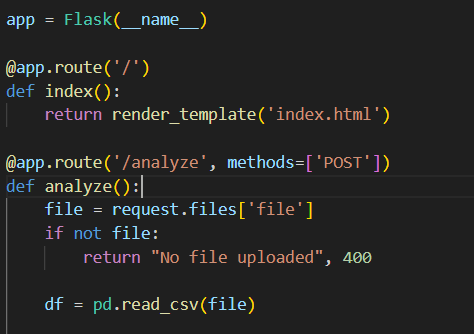 app = Flask(__name__)
@app.route('/')
def index():
    return render_template('index.html')
@app.route('/analyze', methods=['POST'])
def analyze():
    file = request.files['file']
    if not file:
        return "No file uploaded", 400
    df = pd.read_csv(file)